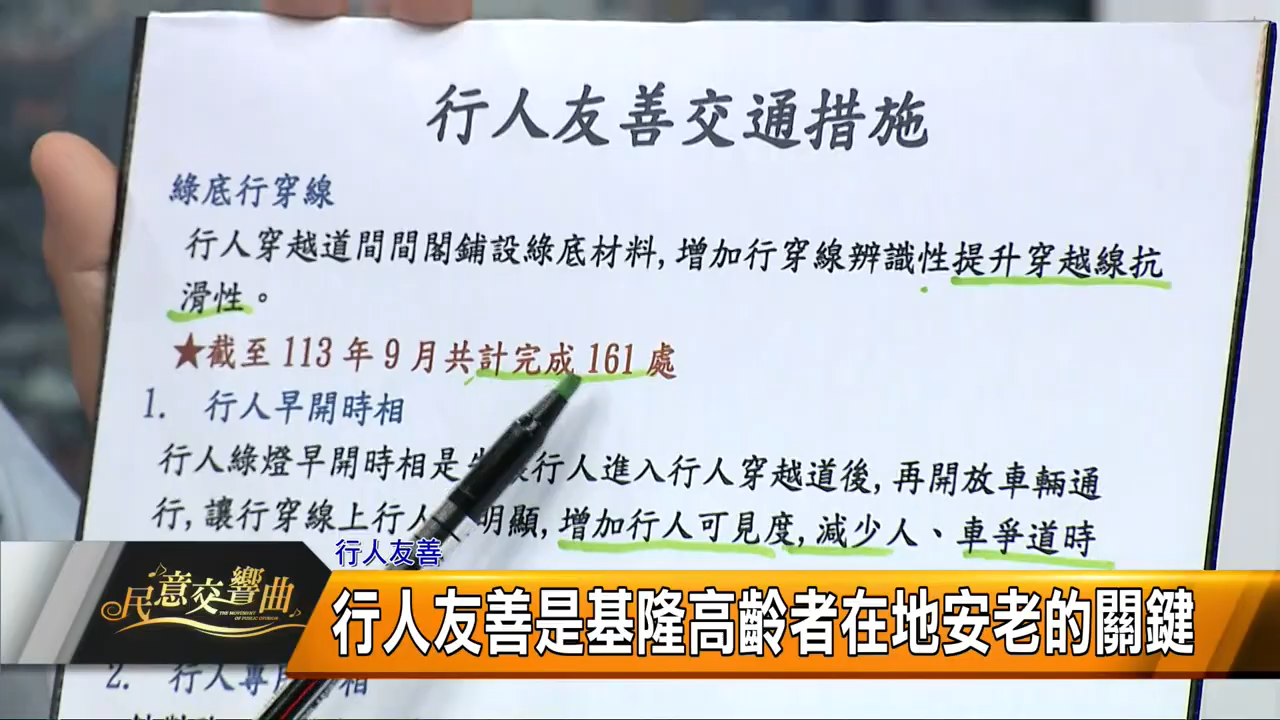 行人友善交通措施
綠底行穿線
行人穿越道間間閣鋪設綠底材料,增加行穿線辨識性提升穿越線抗
滑性。
★截至113年9月共計完成161處
1. 行人早開時相
行人綠燈早開時相是 行人進入行人穿越道後,再開放車輛通
行,讓行穿線上行人 明顯,增加行人可見度,減少人、車爭道時
行人友善
民意交響曲
THE MOVEMENT
OF PUBLIC OPINION
行人友善是基隆高齡者在地安老的關鍵
2. 行人專 相